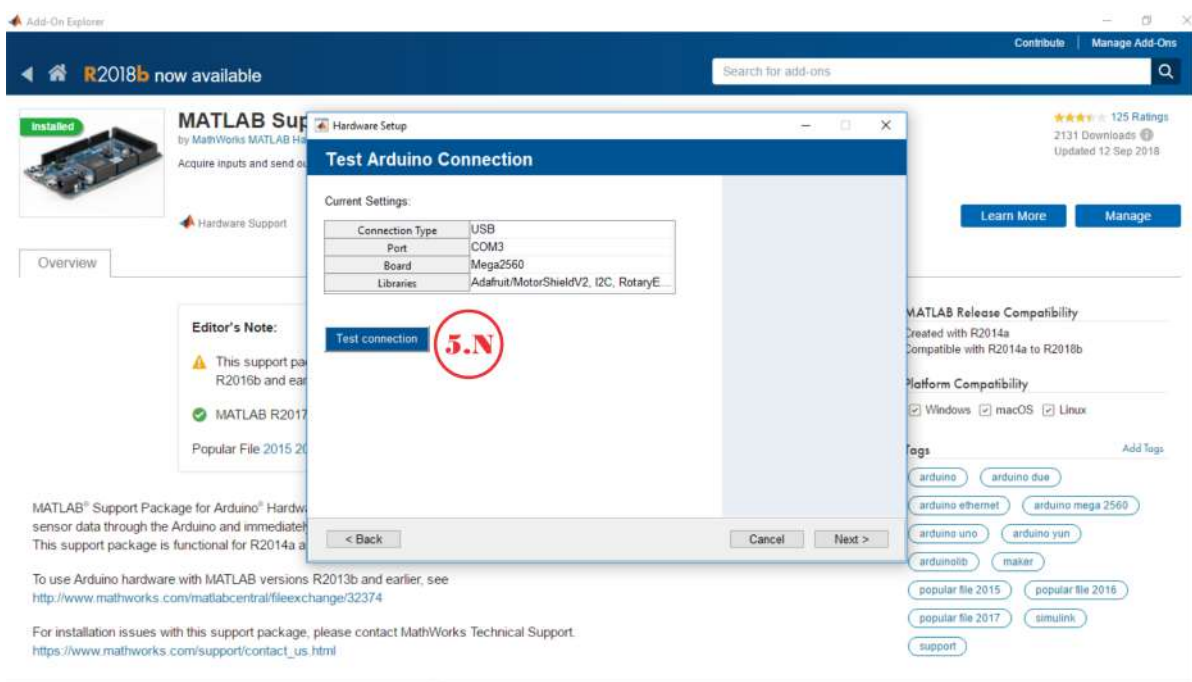 Add-On Explorer
Contribute | Manage Add-Ons
R2018b now available
Search for add-ons
Installed
MATLAB Sup
by MathWorks MATLAB Ha
Acquire inputs and send ou
Hardware Support
125 Ratings
2131 Downloads
Updated 12 Sep 2018
Learn More
Manage
Overview
Hardware Setup
Test Arduino Connection
Current Settings:
Connection Type USB
Port COM3
Board Mega2560
Libraries Adafruit/MotorShieldV2, I2C, RotaryE...
Test connection
5.N
< Back
Cancel
Next >
Editor's Note:
This support pa
R2016b and ear
MATLAB R2017
Popular File 2015 20
MATLAB® Support Package for Arduino® Hardwa
sensor data through the Arduino and immediatel
This support package is functional for R2014a a
To use Arduino hardware with MATLAB versions R2013b and earlier, see
http://www.mathworks.com/matlabcentral/fileexchange/32374
For installation issues with this support package, please contact MathWorks Technical Support.
https://www.mathworks.com/support/contact_us.html
MATLAB Release Compatibility
Created with R2014a
Compatible with R2014a to R2018b
Platform Compatibility
Windows macOS Linux
Tags
Add Tags
arduino
arduino due
arduino ethernet
arduino mega 2560
arduino uno
arduino yun
arduinolib
maker
popular file 2015
popular file 2016
popular file 2017
simulink
support